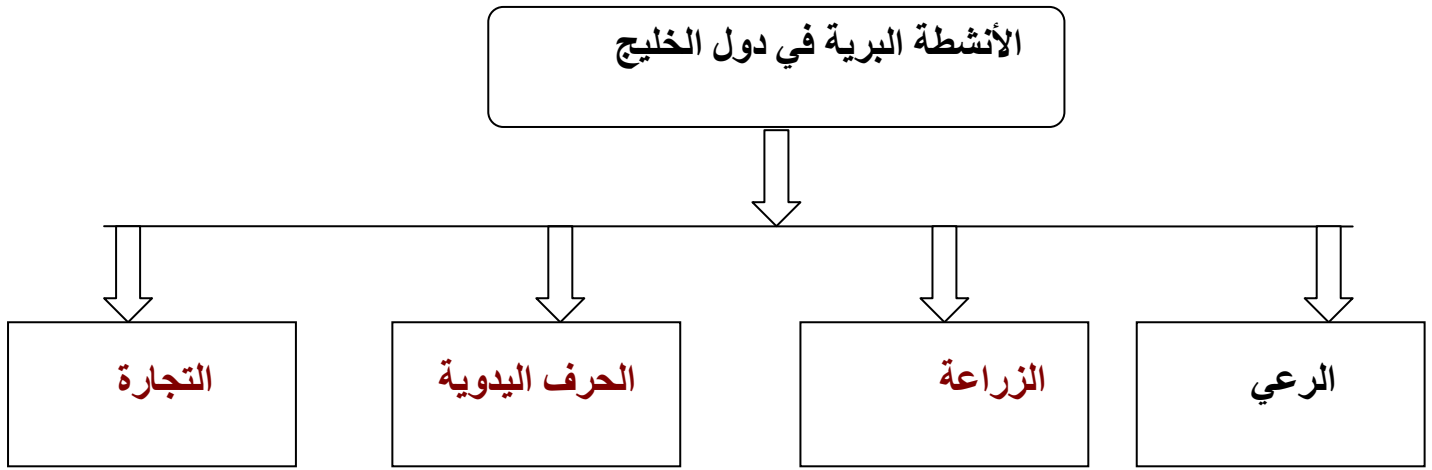 الأنشطة البرية في دول الخليج
الرعي
الزراعة
الحرف اليدوية
التجارة